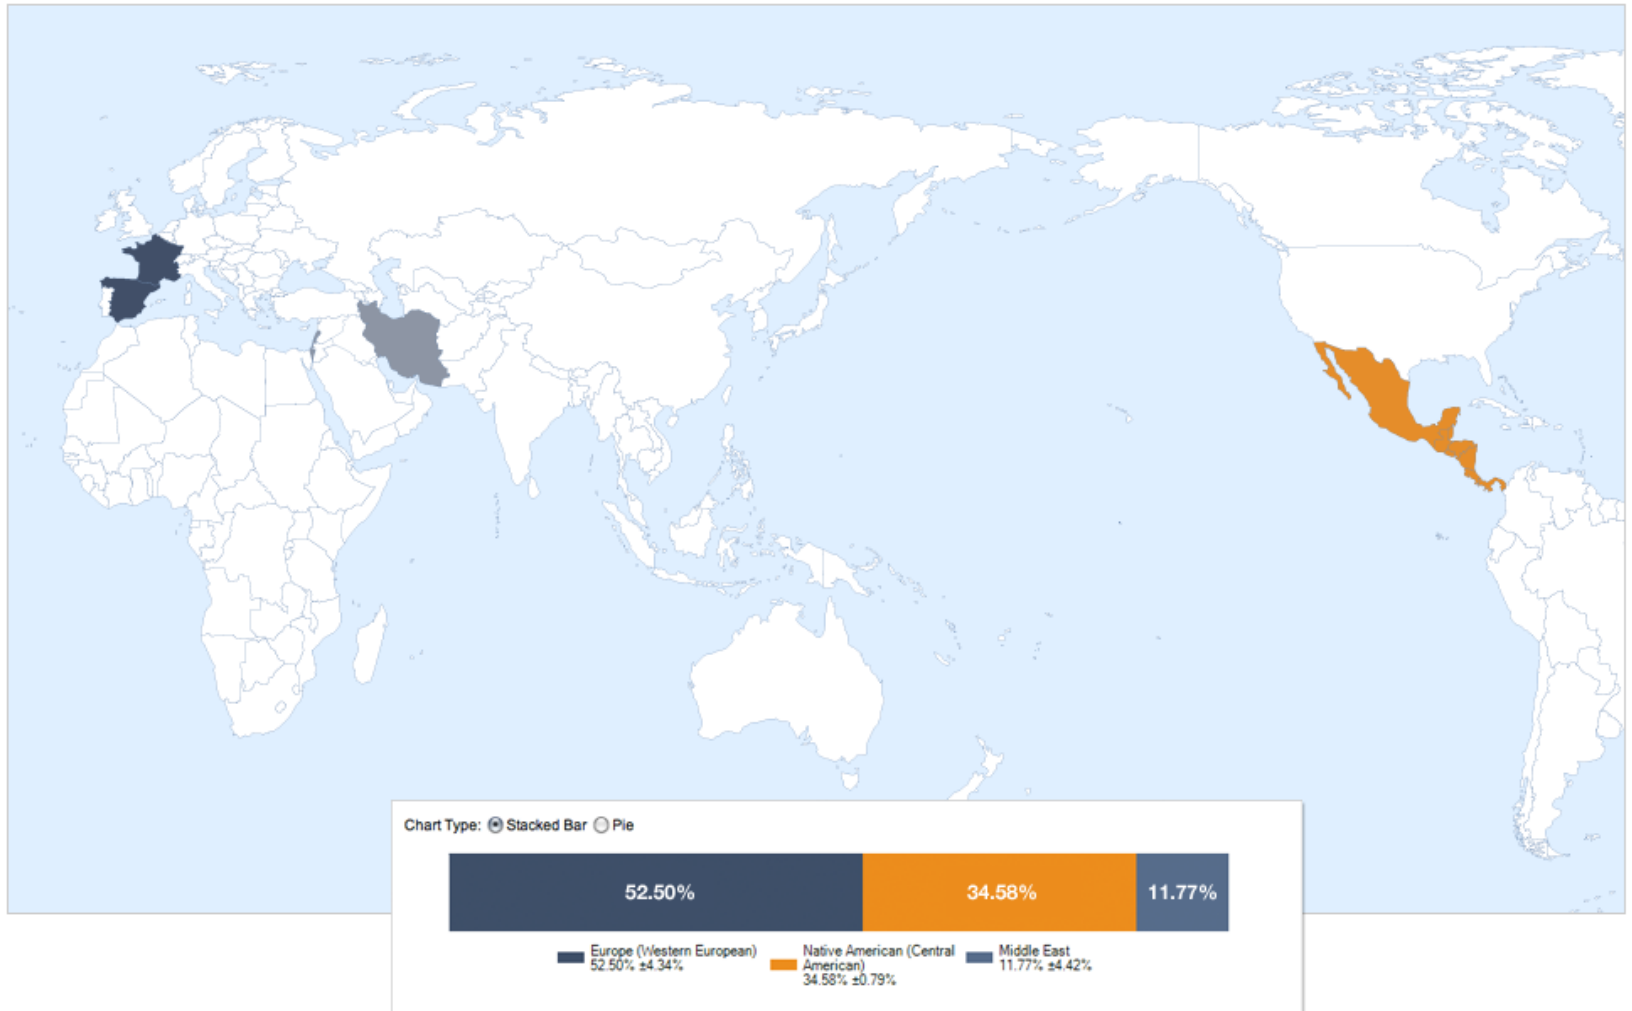 Chart Type: Stacked Bar Pie
52.50% 34.58% 11.77%
Europe (Western European)
52.50% ±4.34%
Native American (Central
American)
34.58% ±0.79%
Middle East
11.77% ±4.42%